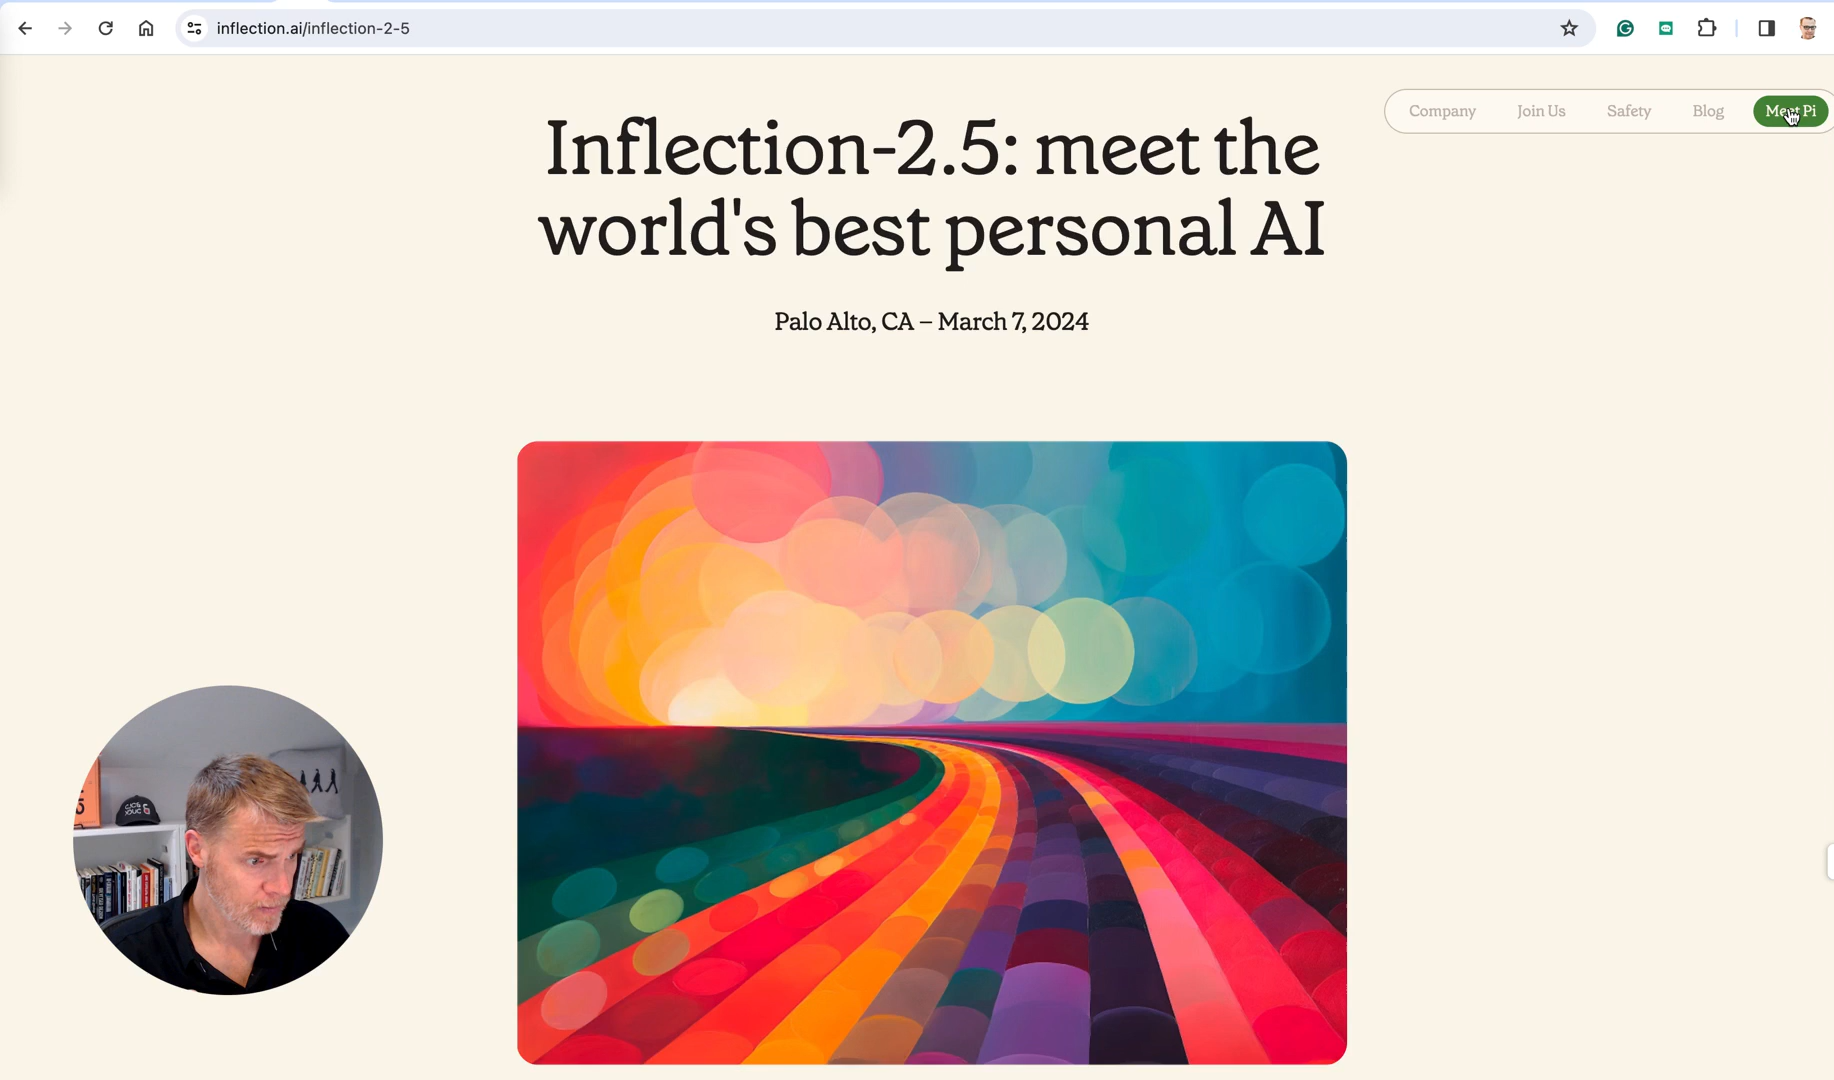 inflection.ai/inflection-2-5
Company Join Us Safety Blog Meet Pi
Inflection-2.5: meet the
world's best personal AI
Palo Alto, CA – March 7, 2024